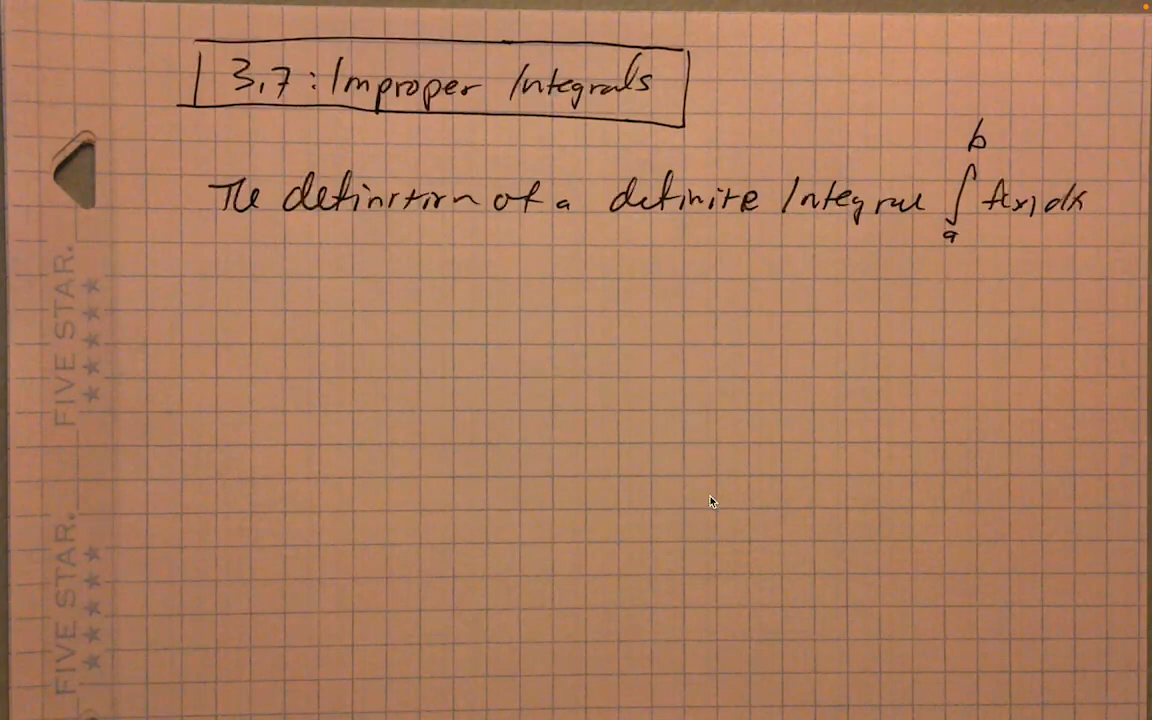 3.7: Improper Integrals
The definition of a definite Integral ∫_a^b f(x) dx
FIVE STAR.
★★★★
FIVE STAR.
★★★★